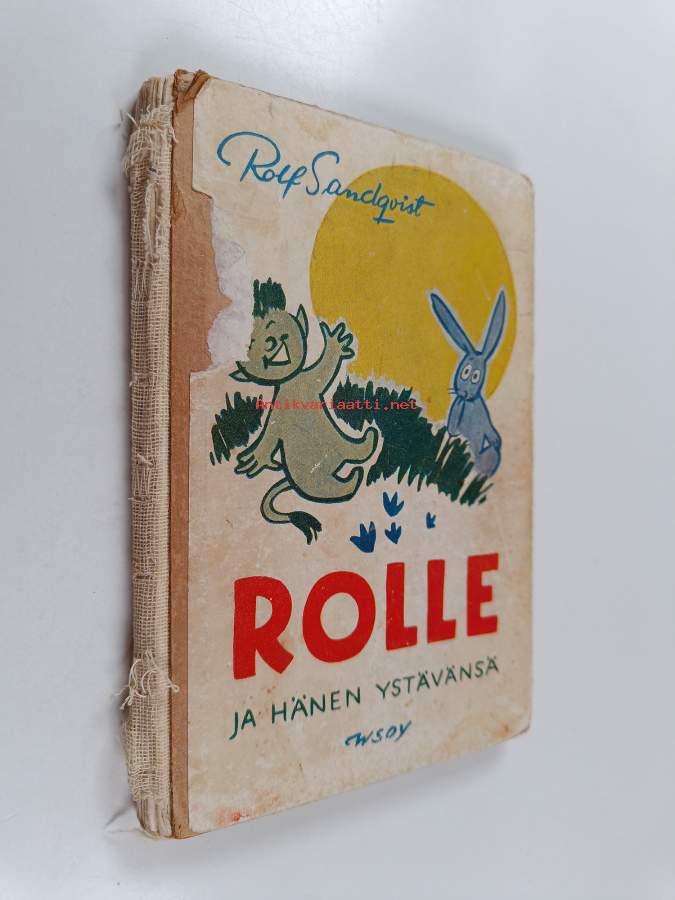 Rolf Sandqvist
Antikvariaatti.net
ROLLE
JA HÄNEN YSTÄVÄNSÄ
WSOY